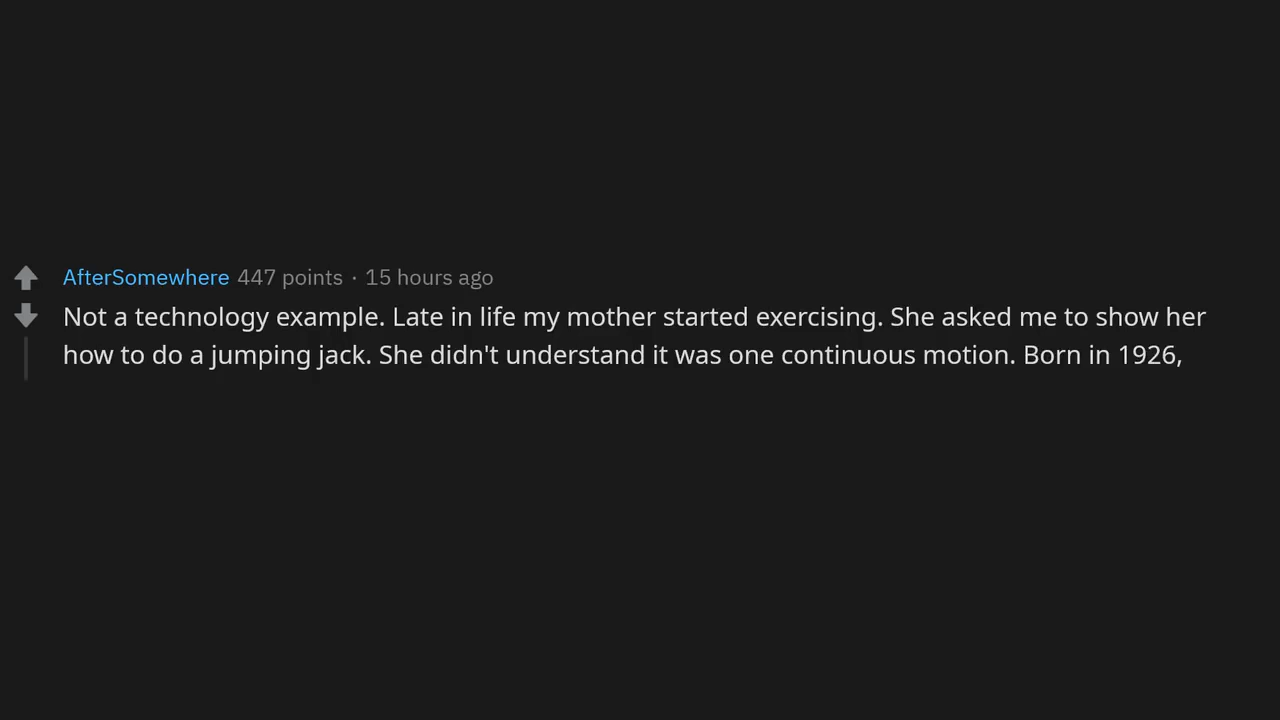 AfterSomewhere 447 points · 15 hours ago
Not a technology example. Late in life my mother started exercising. She asked me to show her
how to do a jumping jack. She didn't understand it was one continuous motion. Born in 1926,